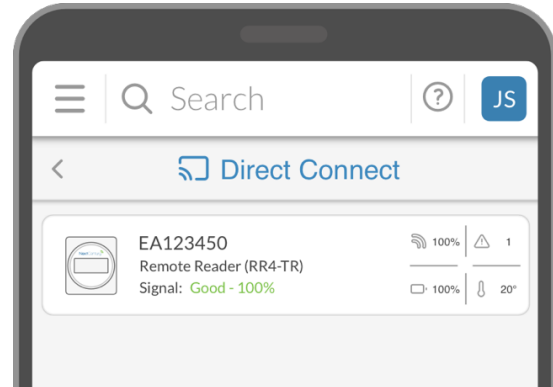 Search
?
JS
Direct Connect
EA123450
Remote Reader (RR4-TR)
Signal: Good - 100%
100%
1
100%
20°